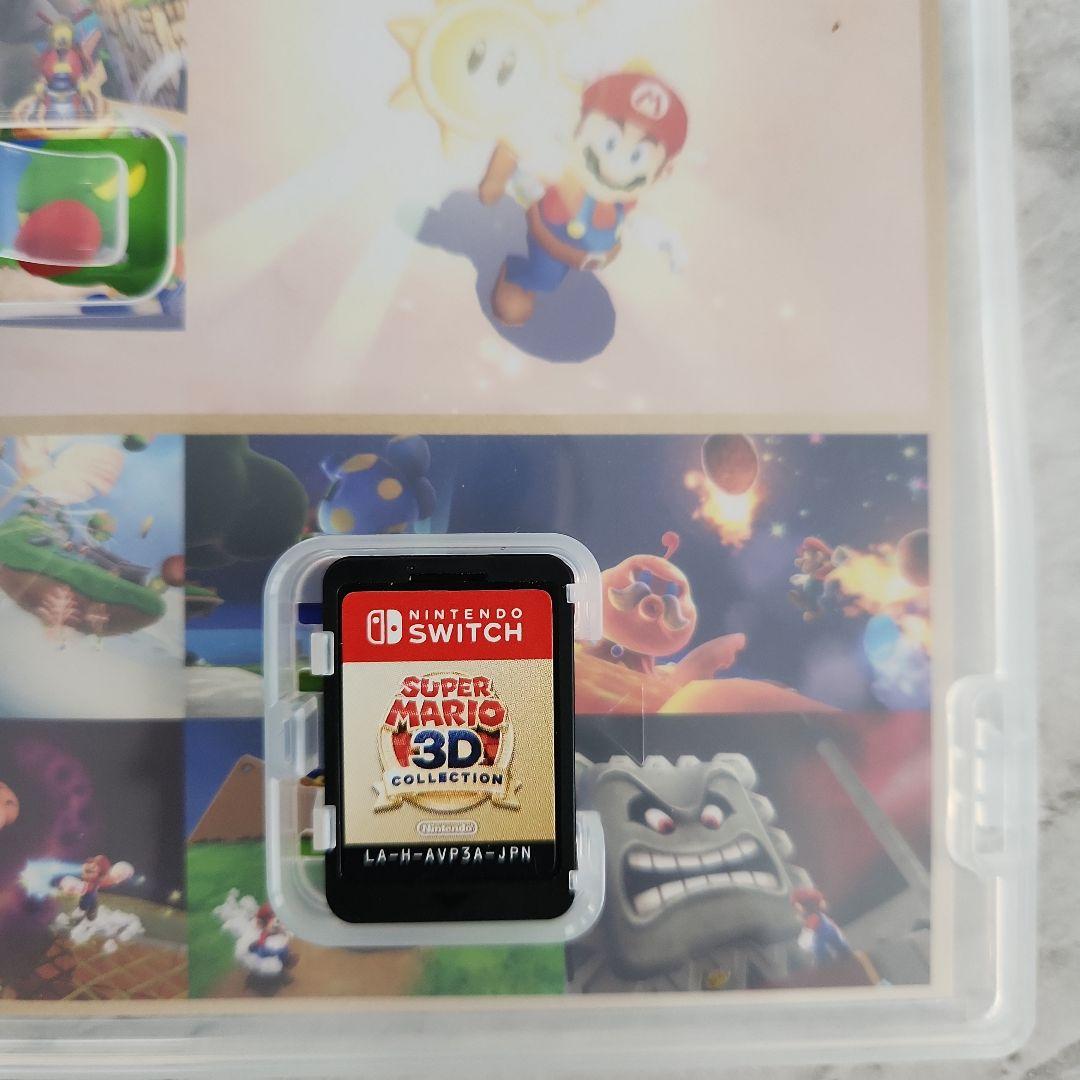 NINTENDO
SWITCH
SUPER
MARIO
3D
COLLECTION
Nintendo
LA-H-AVP3A-JPN